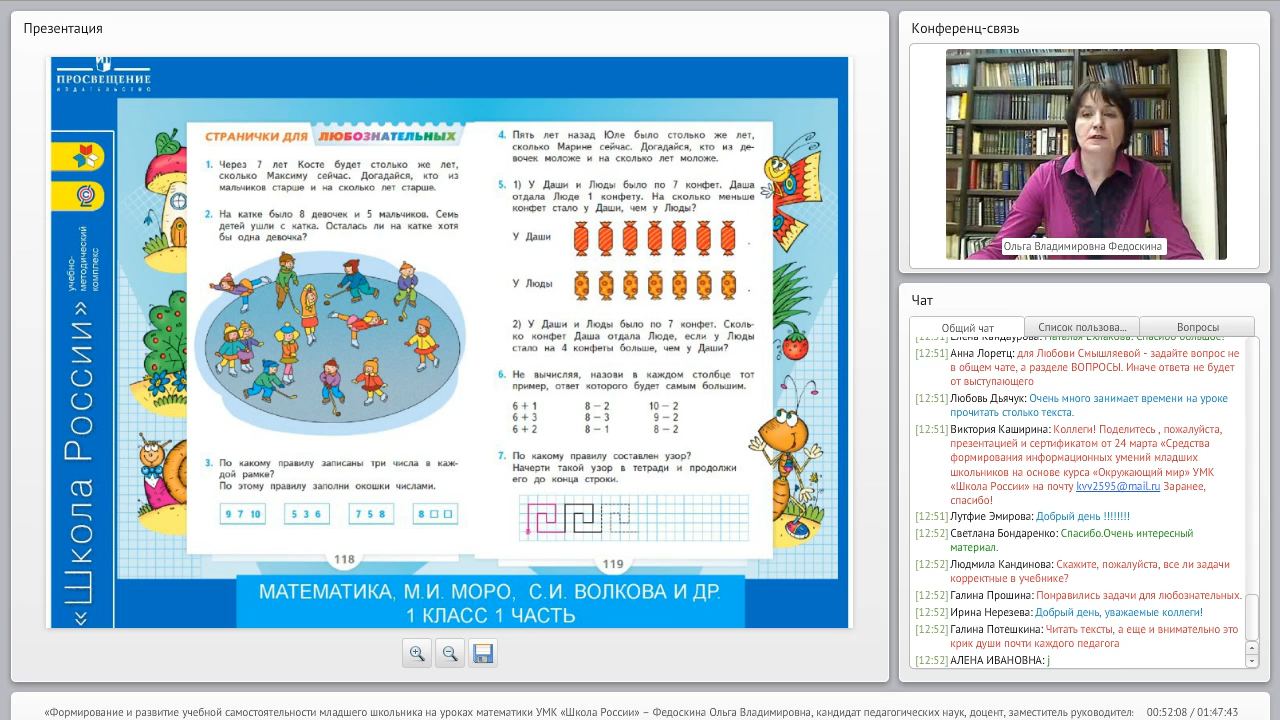 Презентация
ПРОСВЕЩЕНИЕ
ИЗДАТЕЛЬСТВО
учебно-
методический
комплекс
«Школа России»
СТРАНИЧКИ ДЛЯ ЛЮБОЗНАТЕЛЬНЫХ
1. Через 7 лет Косте будет столько же лет,
сколько Максиму сейчас. Догадайся, кто из
мальчиков старше и на сколько лет старше.
2. На катке было 8 девочек и 5 мальчиков. Семь
детей ушли с катка. Осталась ли на катке хотя
бы одна девочка?
3. По какому правилу записаны три числа в каж-
дой рамке?
По этому правилу заполни окошки числами.
9 7 10 5 3 6 7 5 8 8 □ □
118
4. Пять лет назад Юле было столько же лет,
сколько Марине сейчас. Догадайся, кто из де-
вочек моложе и на сколько лет моложе.
5. 1) У Даши и Люды было по 7 конфет. Даша
отдала Люде 1 конфету. На сколько меньше
конфет стало у Даши, чем у Люды?
У Даши .
У Люды .
2) У Даши и Люды было по 7 конфет. Сколь-
ко конфет Даша отдала Люде, если у Люды
стало на 4 конфеты больше, чем у Даши?
6. Не вычисляя, назови в каждом столбце тот
пример, ответ которого будет самым большим.
6 + 1 8 − 2 10 − 2
6 + 3 8 − 3 9 − 2
6 + 2 8 − 1 8 − 2
7. По какому правилу составлен узор?
Начерти такой узор в тетради и продолжи
его до конца строки.
119
МАТЕМАТИКА, М.И. МОРО, С.И. ВОЛКОВА И ДР.
1 КЛАСС 1 ЧАСТЬ
Конференц-связь
Ольга Владимировна Федоскина
Чат
Общий чат Список пользова... Вопросы
[12:51] Анна Лоретц: для Любови Смышляевой - задайте вопрос не
в общем чате, а разделе ВОПРОСЫ. Иначе ответа не будет
от выступающего
[12:51] Любовь Дьячук: Очень много занимает времени на уроке
прочитать столько текста.
[12:51] Виктория Каширина: Коллеги! Поделитесь , пожалуйста,
презентацией и сертификатом от 24 марта «Средства
формирования информационных умений младших
школьников на основе курса «Окружающий мир» УМК
«Школа России» на почту kvv2595@mail.ru Заранее,
спасибо!
[12:51] Лутфие Эмирова: Добрый день !!!!!!!!
[12:52] Светлана Бондаренко: Спасибо.Очень интересный
материал.
[12:52] Людмила Кандинова: Скажите, пожалуйста, все ли задачи
корректные в учебнике?
[12:52] Галина Прошина: Понравились задачи для любознательных.
[12:52] Ирина Нерезева: Добрый день, уважаемые коллеги!
[12:52] Галина Потешкина: Читать тексты, а еще и внимательно это
крик души почти каждого педагога
[12:52] АЛЕНА ИВАНОВНА: j
«Формирование и развитие учебной самостоятельности младшего школьника на уроках математики УМК «Школа России» – Федоскина Ольга Владимировна, кандидат педагогических наук, доцент, заместитель руководител 00:52:08 / 01:47:43